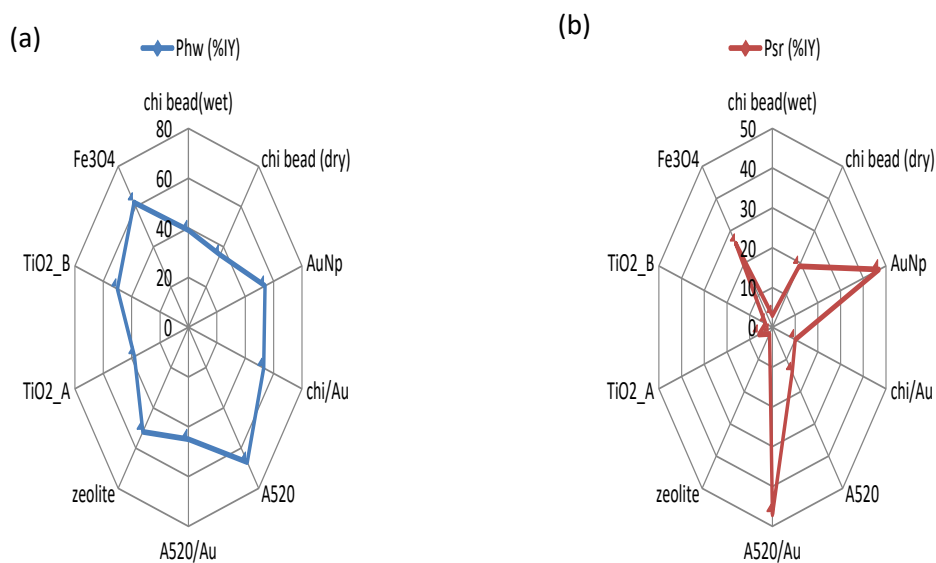 (a)
Phw (%IY)
chi bead(wet)
80
Fe3O4
chi bead (dry)
60
40
TiO2_B
AuNp
20
0
TiO2_A
chi/Au
zeolite
A520
A520/Au
(b)
Psr (%IY)
chi bead(wet)
50
Fe3O4
chi bead (dry)
40
30
20
TiO2_B
AuNp
10
0
TiO2_A
chi/Au
zeolite
A520
A520/Au